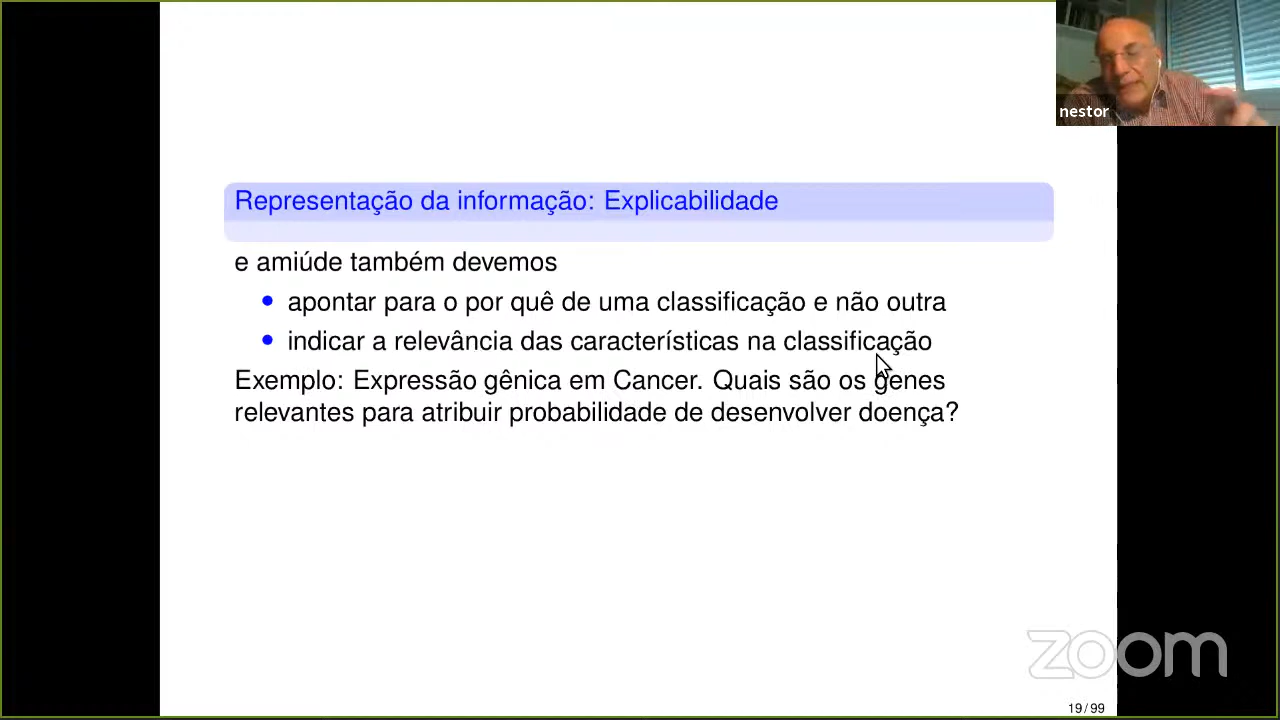 nestor
Representação da informação: Explicabilidade
e amiúde também devemos
apontar para o por quê de uma classificação e não outra
indicar a relevância das características na classificação
Exemplo: Expressão gênica em Cancer. Quais são os genes
relevantes para atribuir probabilidade de desenvolver doença?
zoom
19/99